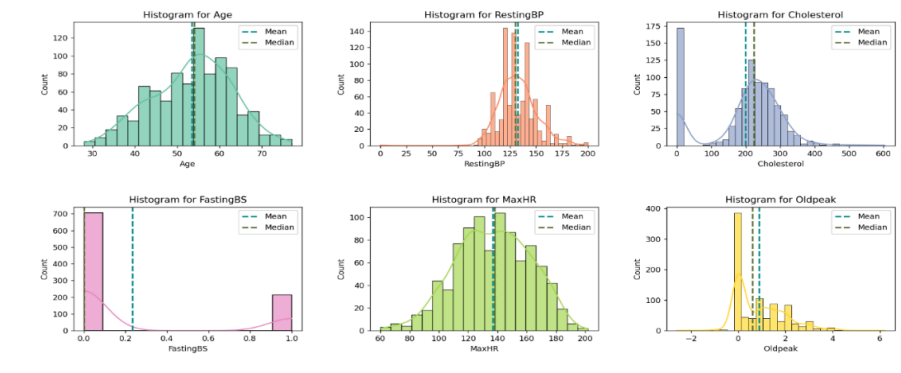 Histogram for Age
Mean
Median
120
100
80
60
40
20
0
Count
30 40 50 60 70
Age
Histogram for RestingBP
Mean
Median
140
120
100
80
60
40
20
0
Count
0 25 50 75 100 125 150 175 200
RestingBP
Histogram for Cholesterol
Mean
Median
175
150
125
100
75
50
25
0
Count
0 100 200 300 400 500 600
Cholesterol
Histogram for FastingBS
Mean
Median
700
600
500
400
300
200
100
0
Count
0.0 0.2 0.4 0.6 0.8 1.0
FastingBS
Histogram for MaxHR
Mean
Median
100
80
60
40
20
0
Count
60 80 100 120 140 160 180 200
MaxHR
Histogram for Oldpeak
Mean
Median
400
300
200
100
0
Count
−2 0 2 4 6
Oldpeak